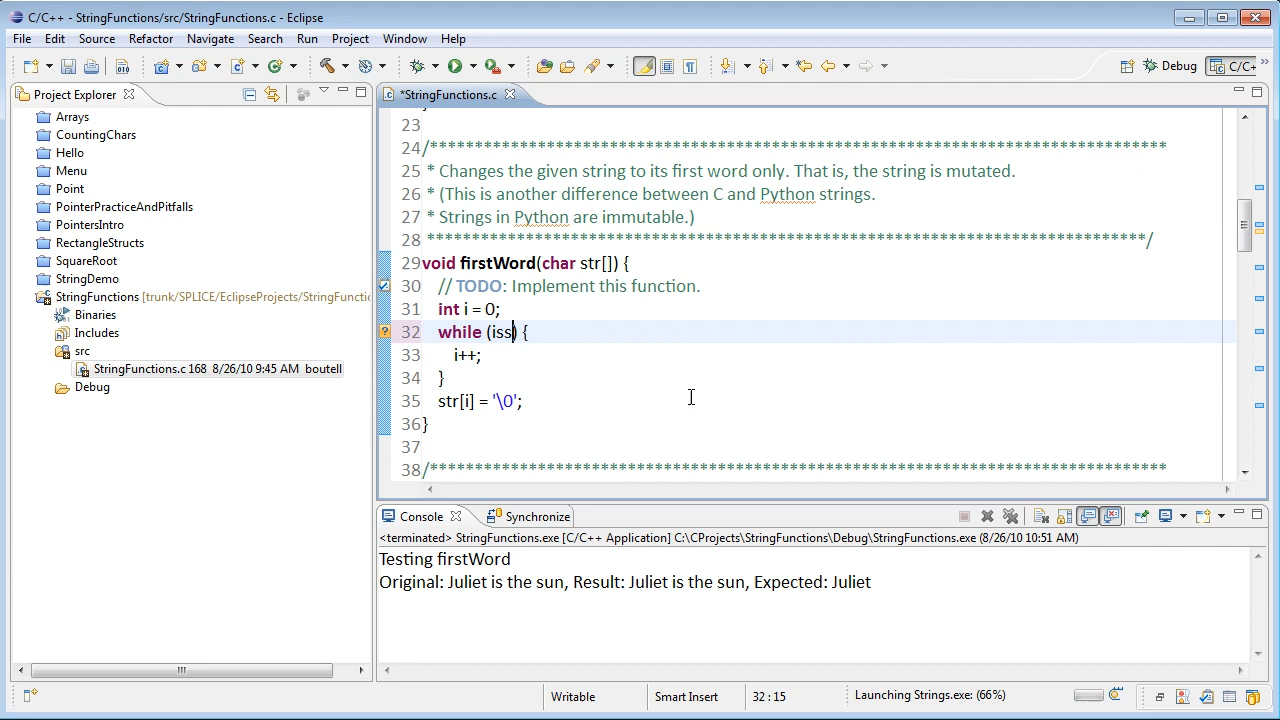 C/C++ - StringFunctions/src/StringFunctions.c - Eclipse
File Edit Source Refactor Navigate Search Run Project Window Help
Debug C/C+
Project Explorer
Arrays
CountingChars
Hello
Menu
Point
PointerPracticeAndPitfalls
PointersIntro
RectangleStructs
SquareRoot
StringDemo
StringFunctions [trunk/SPLICE/EclipseProjects/StringFunctio
Binaries
Includes
src
StringFunctions.c 168 8/26/10 9:45 AM boutell
Debug
*StringFunctions.c
23
24 /*******************************************************************************
25 * Changes the given string to its first word only. That is, the string is mutated.
26 * (This is another difference between C and Python strings.
27 * Strings in Python are immutable.)
28 *******************************************************************************/
29 void firstWord(char str[]) {
30 // TODO: Implement this function.
31 int i = 0;
32 while (iss) {
33 i++;
34 }
35 str[i] = '\0';
36 }
37
38 /*******************************************************************************
Console Synchronize
<terminated> StringFunctions.exe [C/C++ Application] C:\CProjects\StringFunctions\Debug\StringFunctions.exe (8/26/10 10:51 AM)
Testing firstWord
Original: Juliet is the sun, Result: Juliet is the sun, Expected: Juliet
Writable Smart Insert 32 : 15 Launching Strings.exe: (66%)